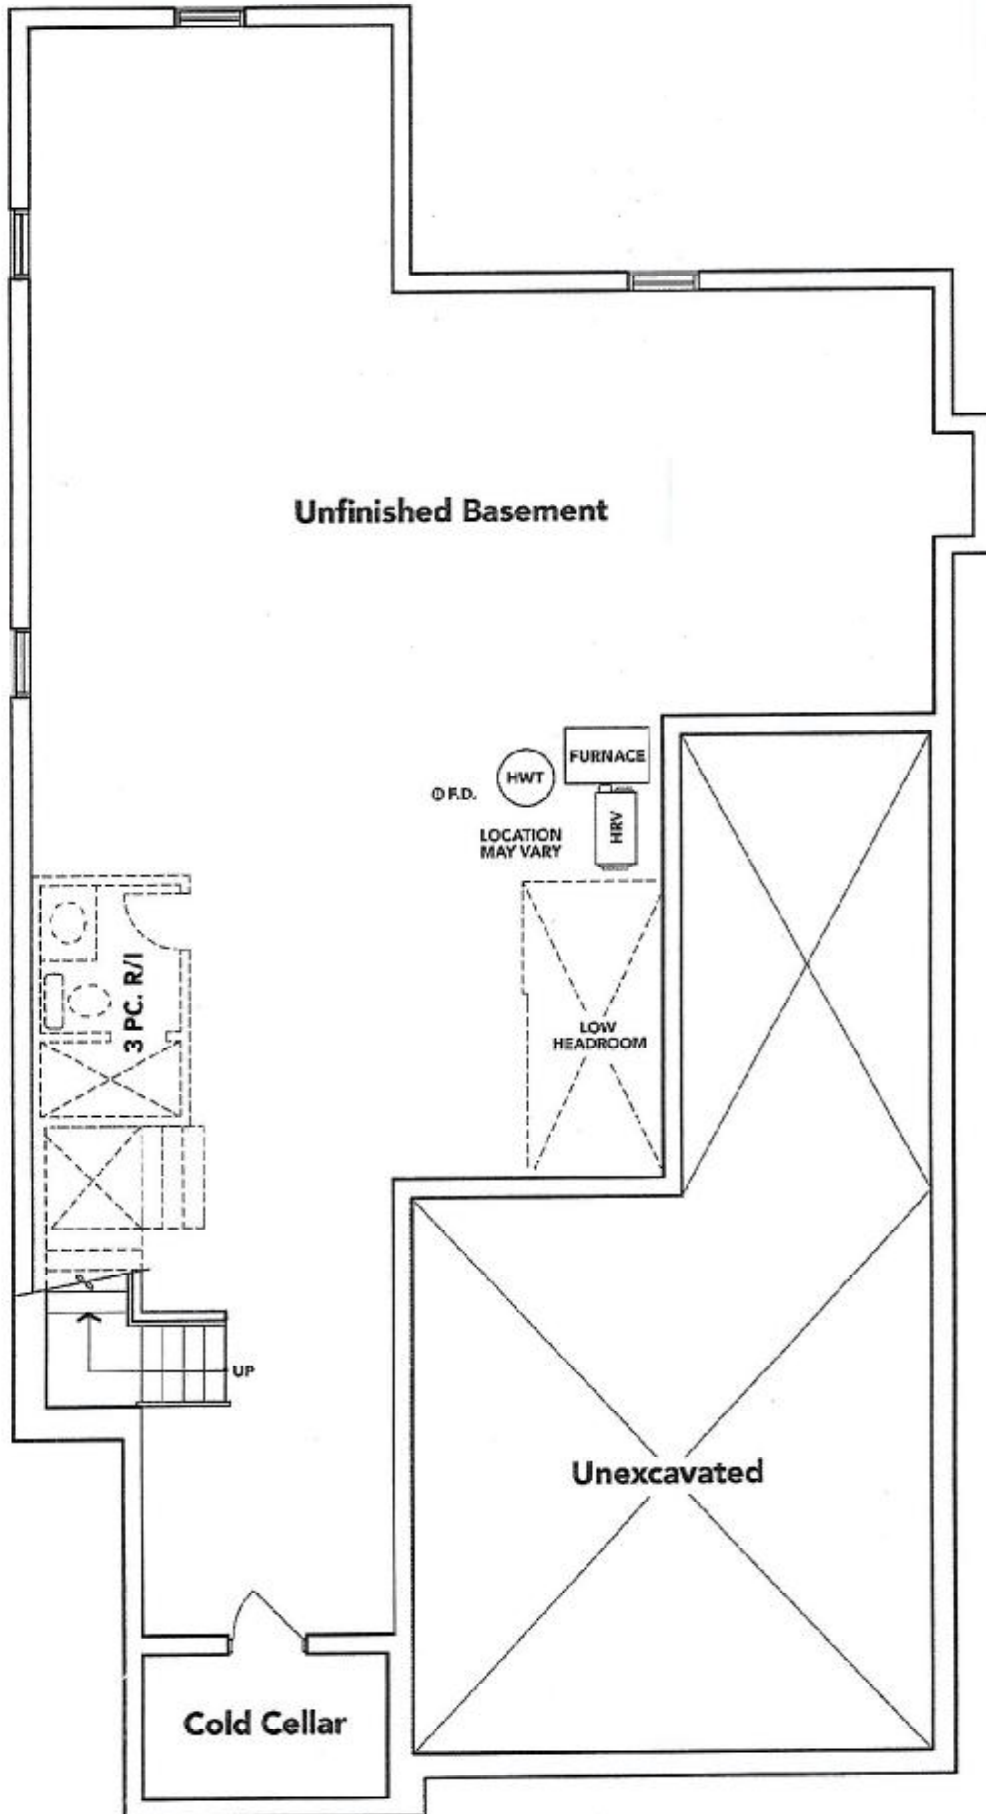 Unfinished Basement
FURNACE
HWT
Φ F.D.
HRV
LOCATION
MAY VARY
3 PC. R/I
LOW
HEADROOM
UP
Unexcavated
Cold Cellar